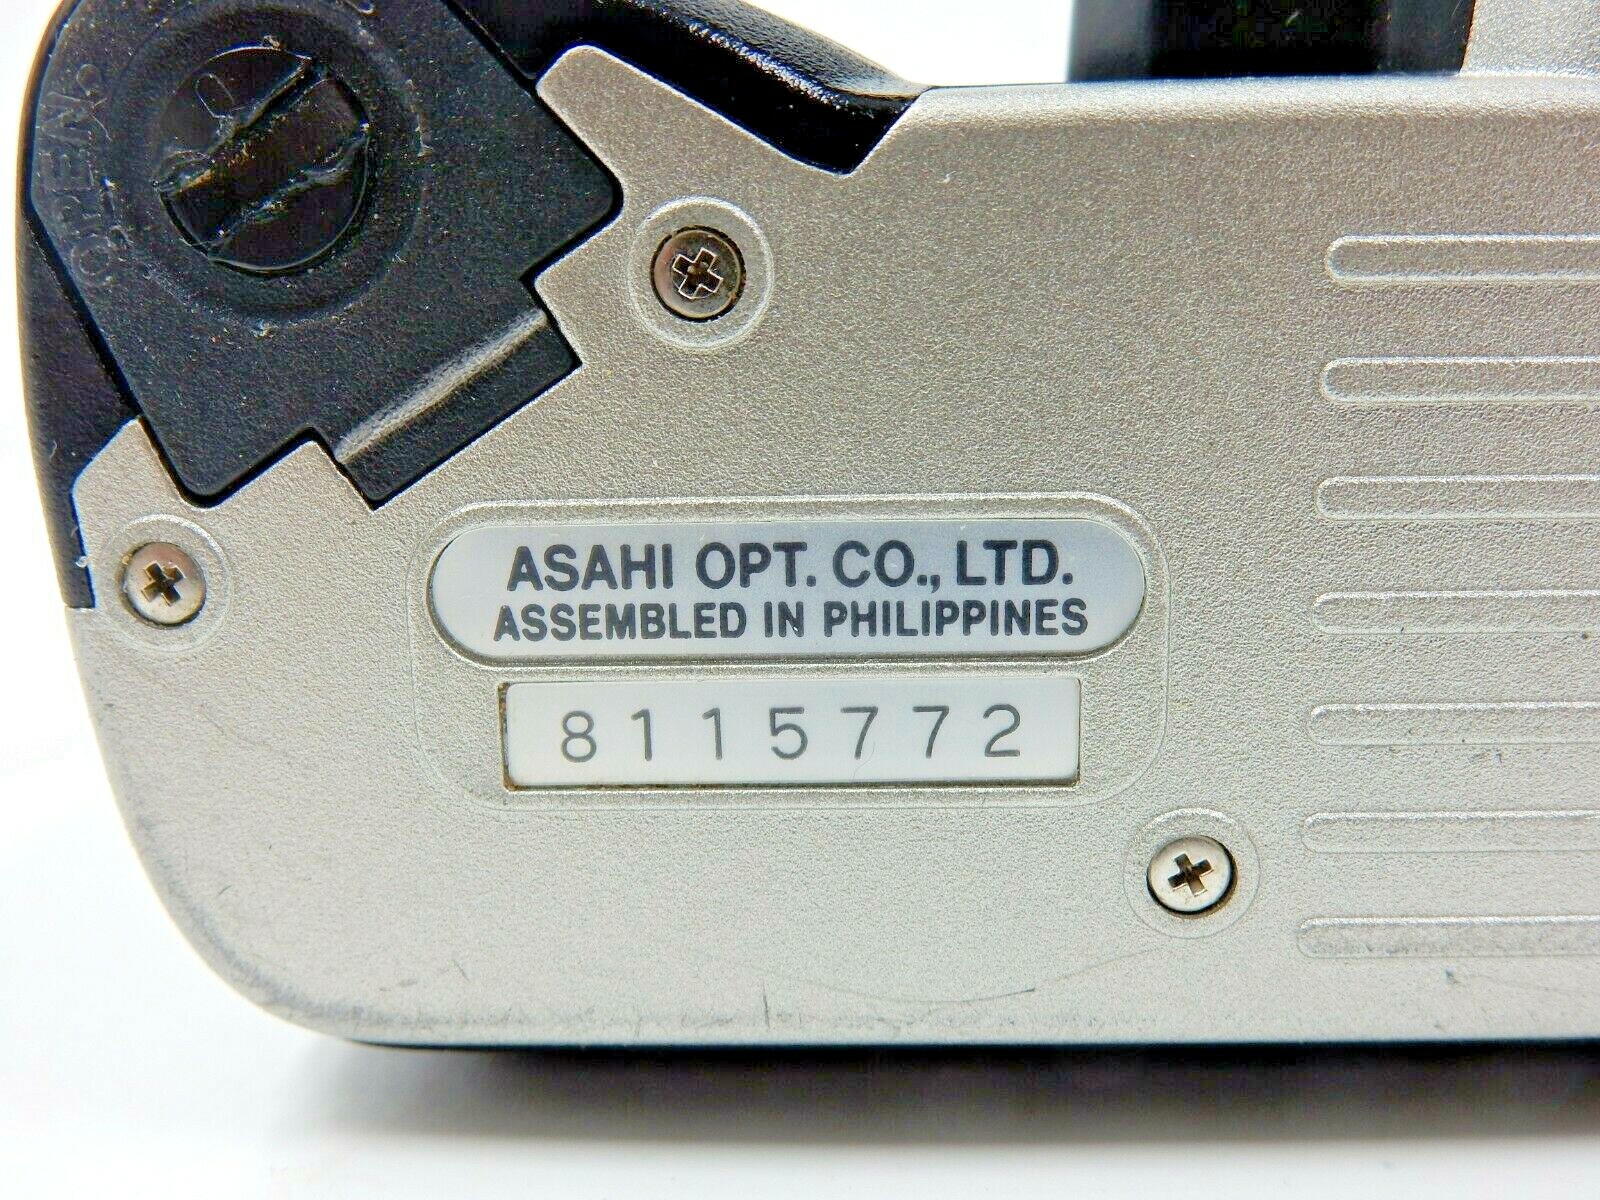 OPEN
ASAHI OPT. CO., LTD.
ASSEMBLED IN PHILIPPINES
8115772